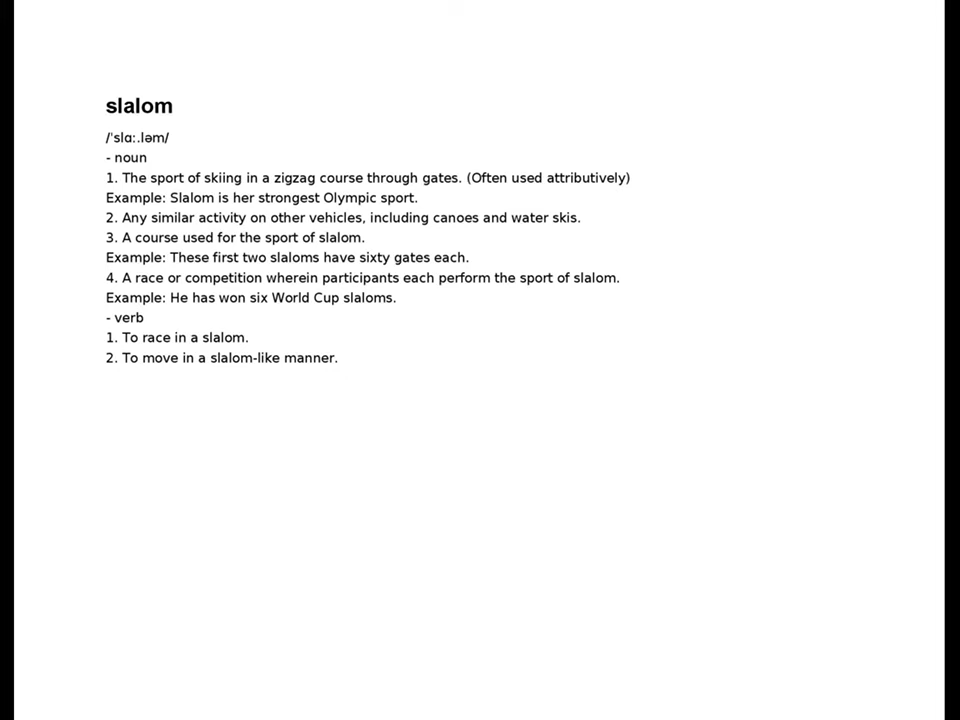 slalom
/ˈslɑː.ləm/
- noun
1. The sport of skiing in a zigzag course through gates. (Often used attributively)
Example: Slalom is her strongest Olympic sport.
2. Any similar activity on other vehicles, including canoes and water skis.
3. A course used for the sport of slalom.
Example: These first two slaloms have sixty gates each.
4. A race or competition wherein participants each perform the sport of slalom.
Example: He has won six World Cup slaloms.
- verb
1. To race in a slalom.
2. To move in a slalom-like manner.